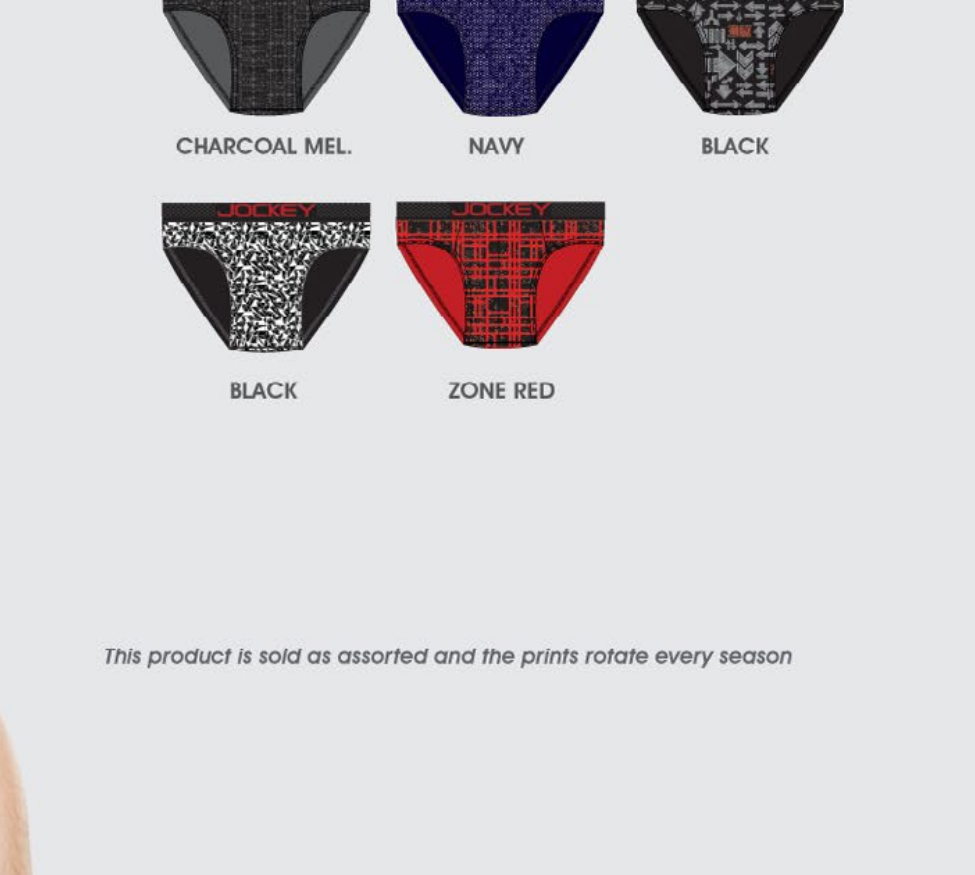 CHARCOAL MEL.
NAVY
BLACK
JOCKEY
JOCKEY
BLACK
ZONE RED
This product is sold as assorted and the prints rotate every season